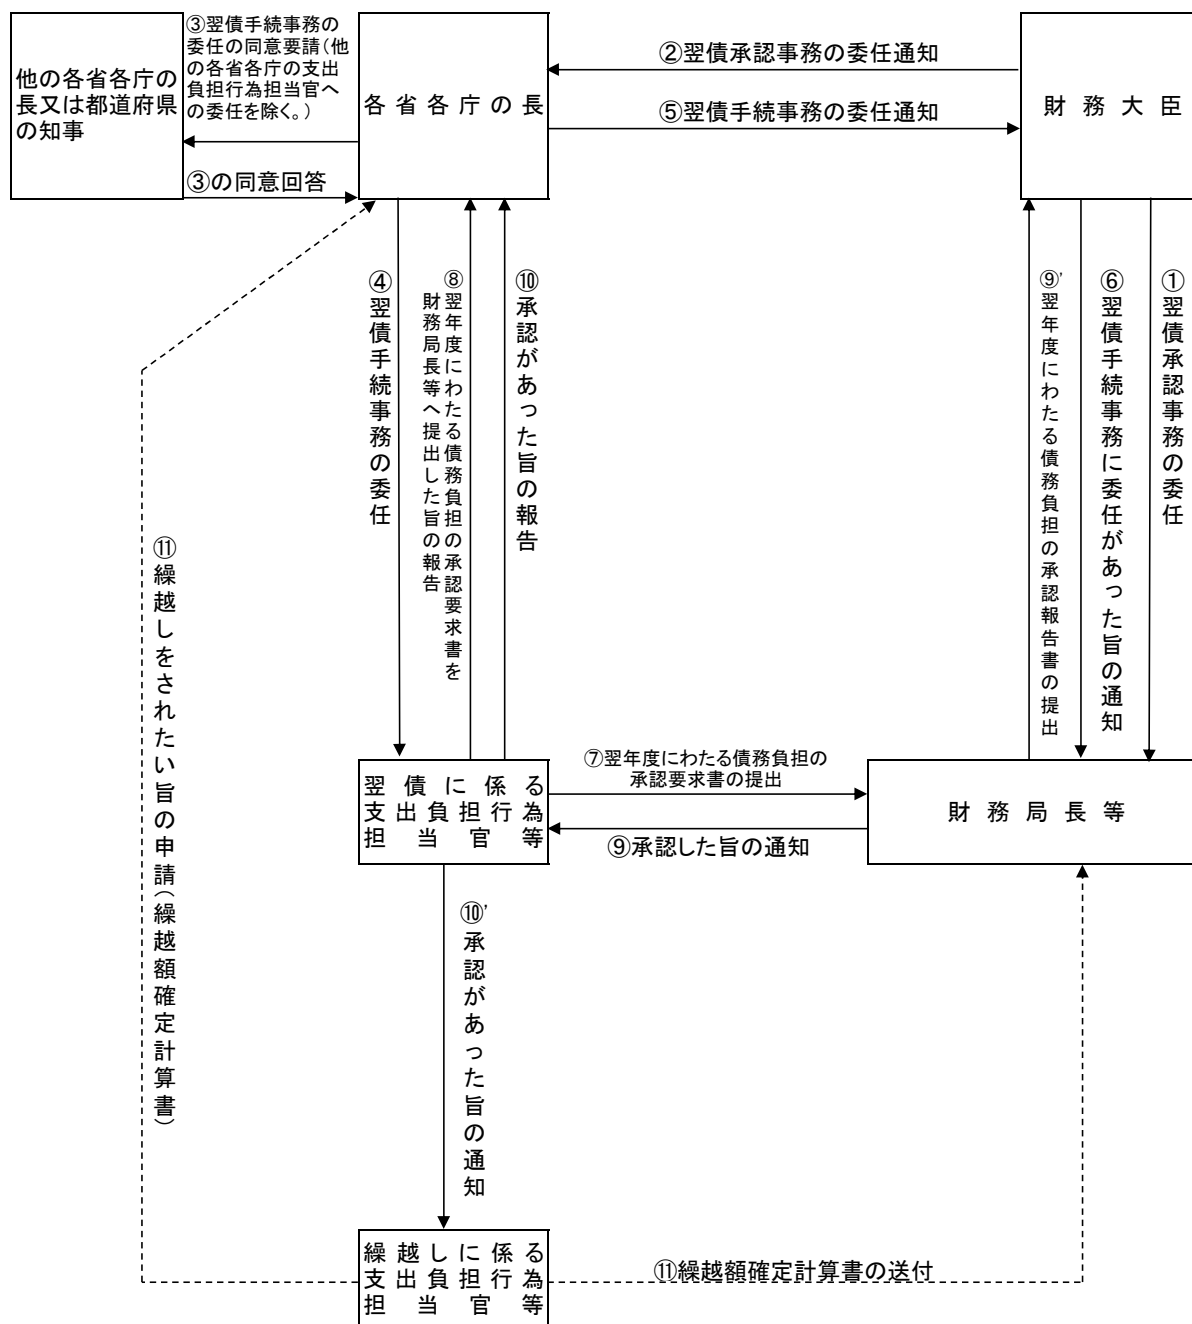 ③翌債手続事務の
委任の同意要請(他
の各省各庁の支出
負担行為担当官へ
の委任を除く。)
他の各省各庁の
長又は都道府県
の知事
各省各庁の長
②翌債承認事務の委任通知
⑤翌債手続事務の委任通知
財務大臣
③の同意回答
④翌債手続事務の委任
⑧翌年度にわたる債務負担の承認要求書を
財務局長等へ提出した旨の報告
⑩承認があった旨の報告
⑨'翌年度にわたる債務負担の承認報告書の提出
⑥翌債手続事務に委任があった旨の通知
①翌債承認事務の委任
⑪繰越しをされたい旨の申請(繰越額確定計算書)
翌債に係る
支出負担行為
担当官等
⑦翌年度にわたる債務負担の
承認要求書の提出
⑨承認した旨の通知
財務局長等
⑩'承認があった旨の通知
繰越しに係る
支出負担行為
担当官等
⑪繰越額確定計算書の送付